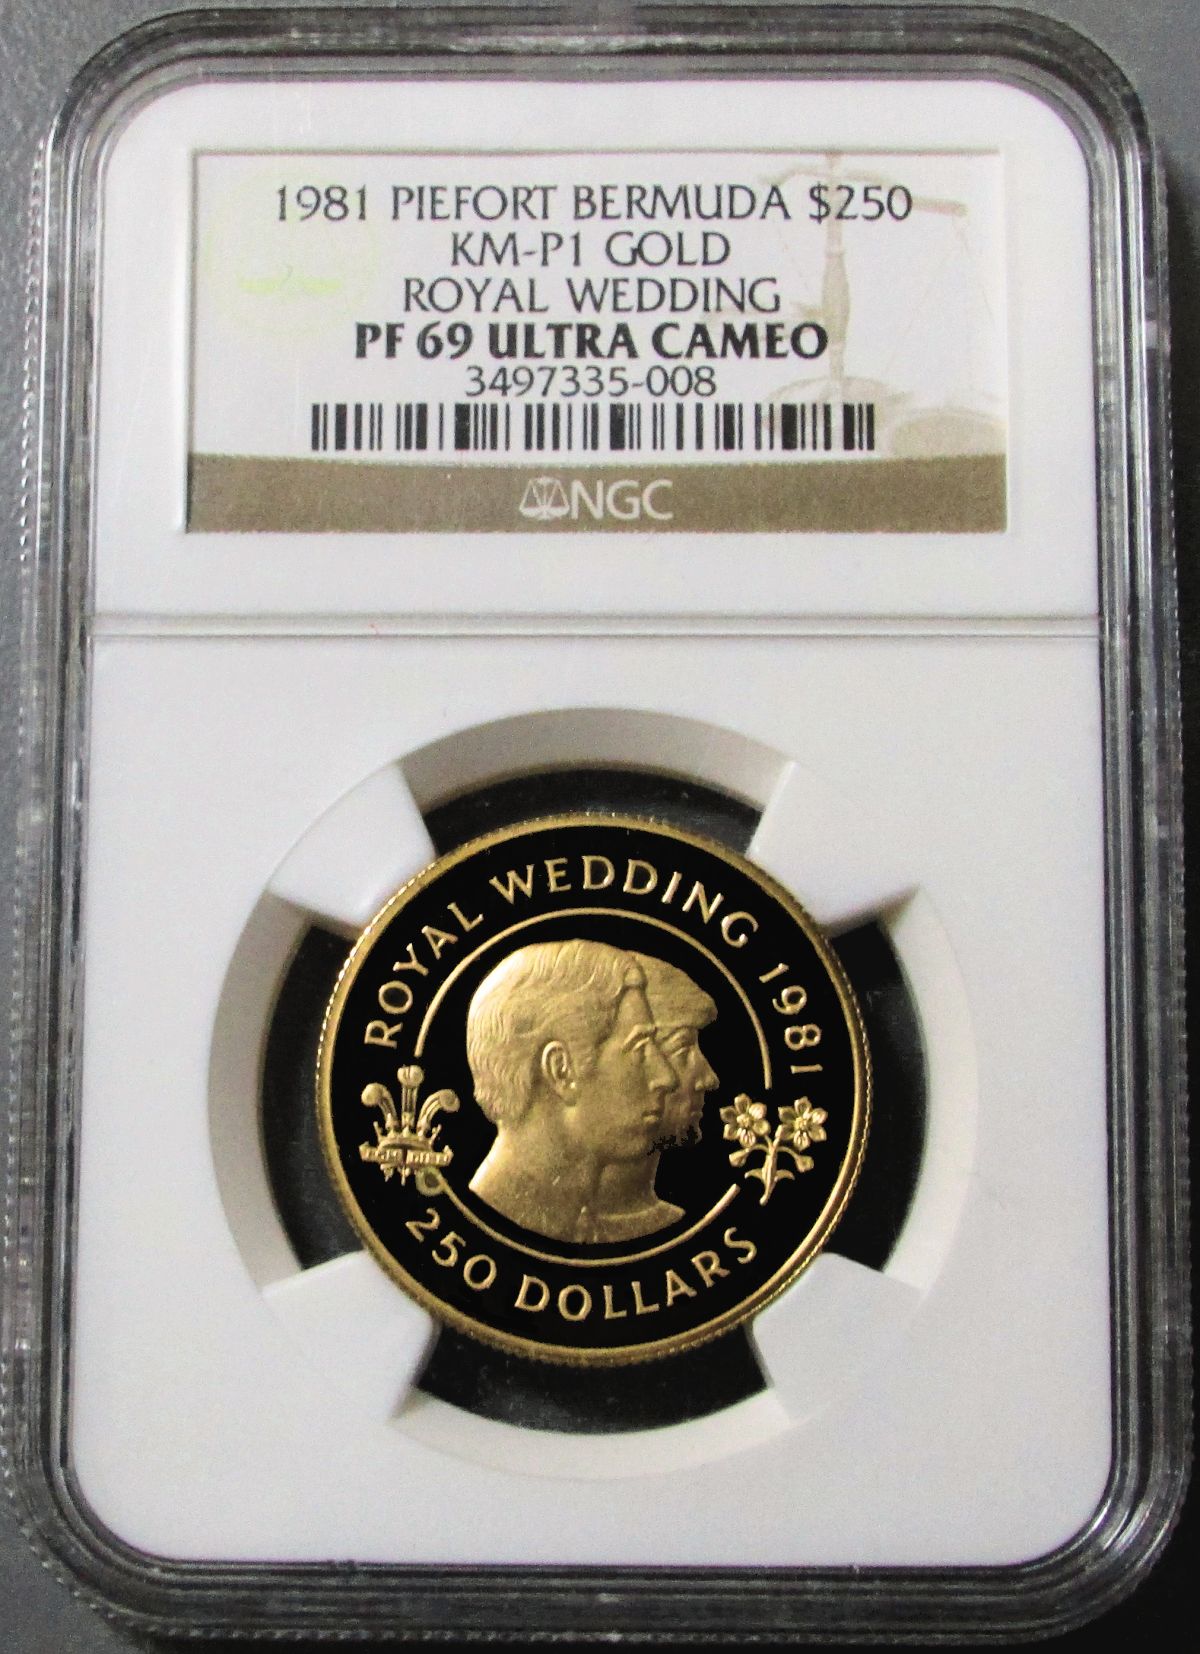 1981 PIEFORT BERMUDA $250
KM-P1 GOLD
ROYAL WEDDING
PF 69 ULTRA CAMEO
3497335-008
NGC
ROYAL WEDDING 1981
250 DOLLARS